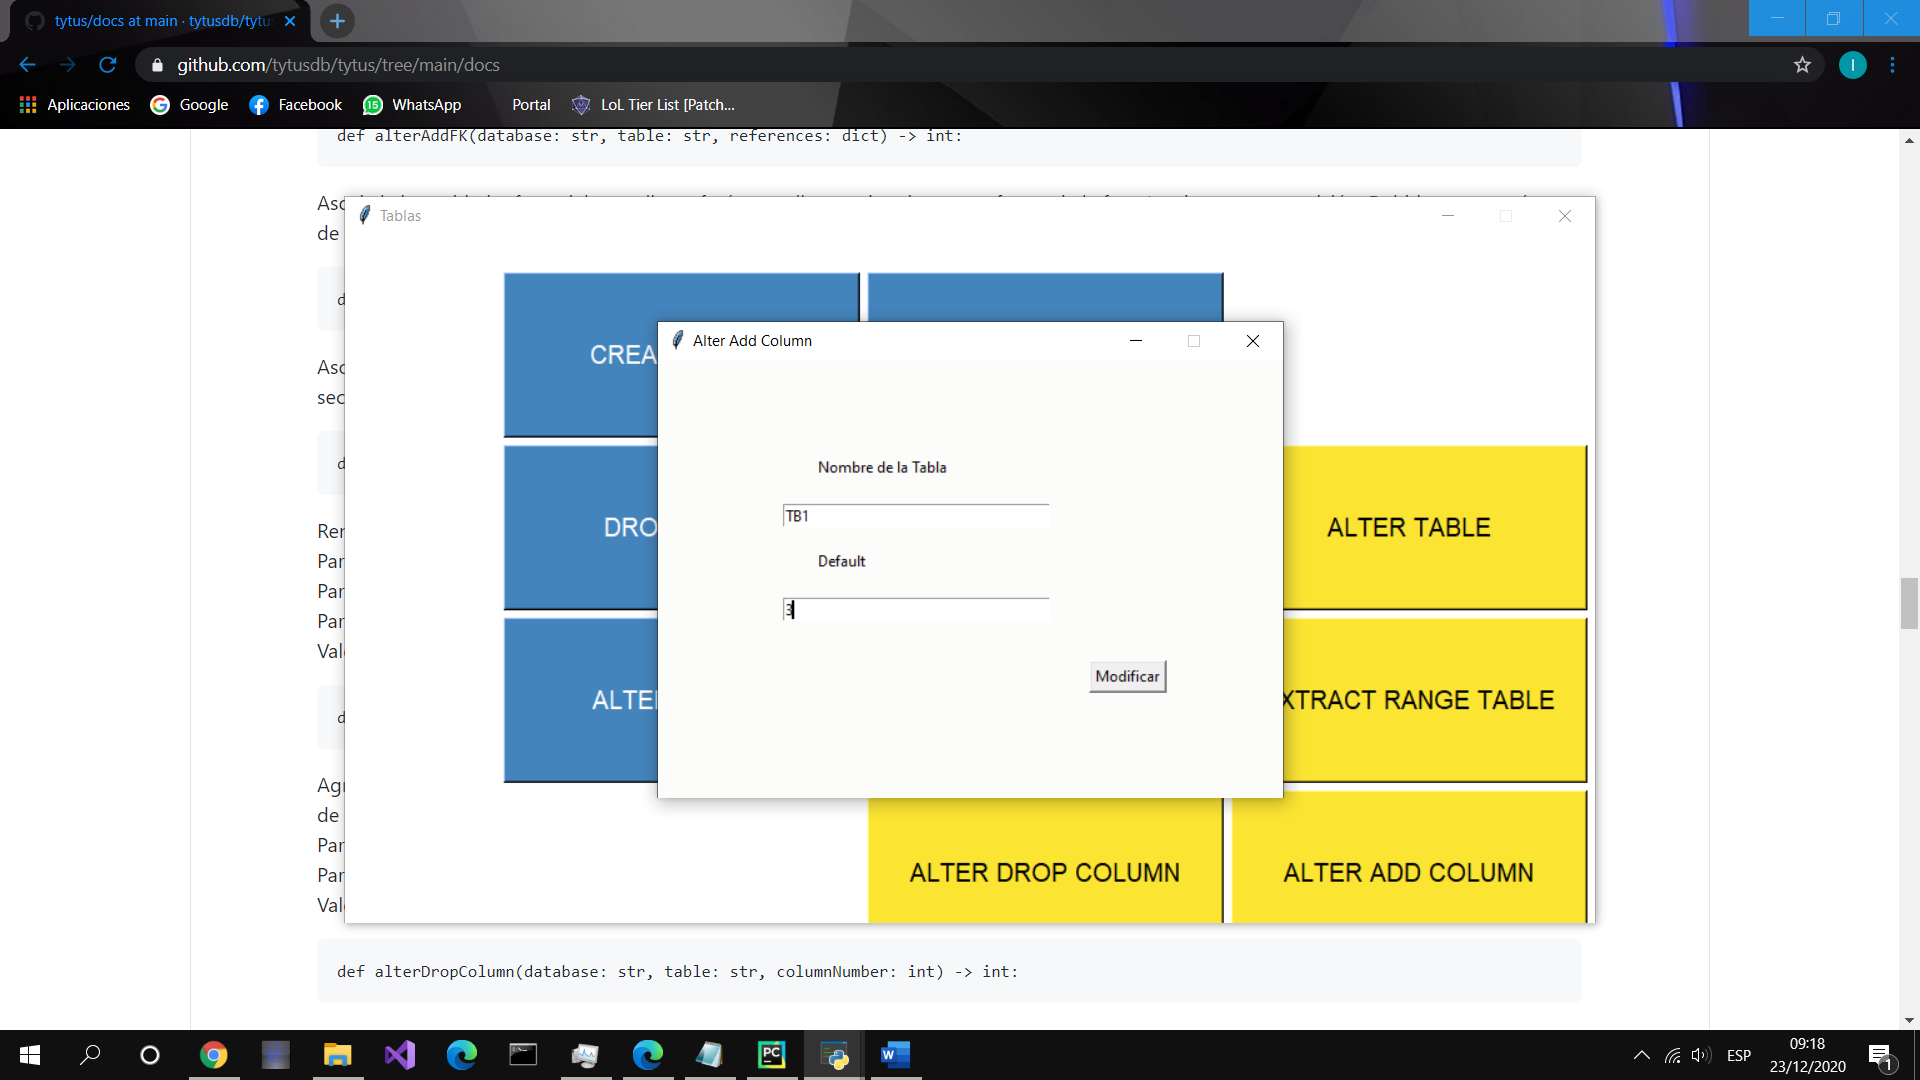 tytus/docs at main · tytusdb/tytu
github.com/tytusdb/tytus/tree/main/docs
I
Aplicaciones
Google
Facebook
15
WhatsApp
Portal
LoL Tier List [Patch...
def alterAddFK(database: str, table: str, references: dict) -> int:
de
Tablas
CREA
Alter Add Column
Nombre de la Tabla
TB1
DRO
ALTER TABLE
Default
3
Modificar
ALTE
XTRACT RANGE TABLE
sec
Par
Par
Par
Val
Agr
de
Par
Par
Val
ALTER DROP COLUMN
ALTER ADD COLUMN
def alterDropColumn(database: str, table: str, columnNumber: int) -> int:
PC
W
ESP
09:18
23/12/2020
1